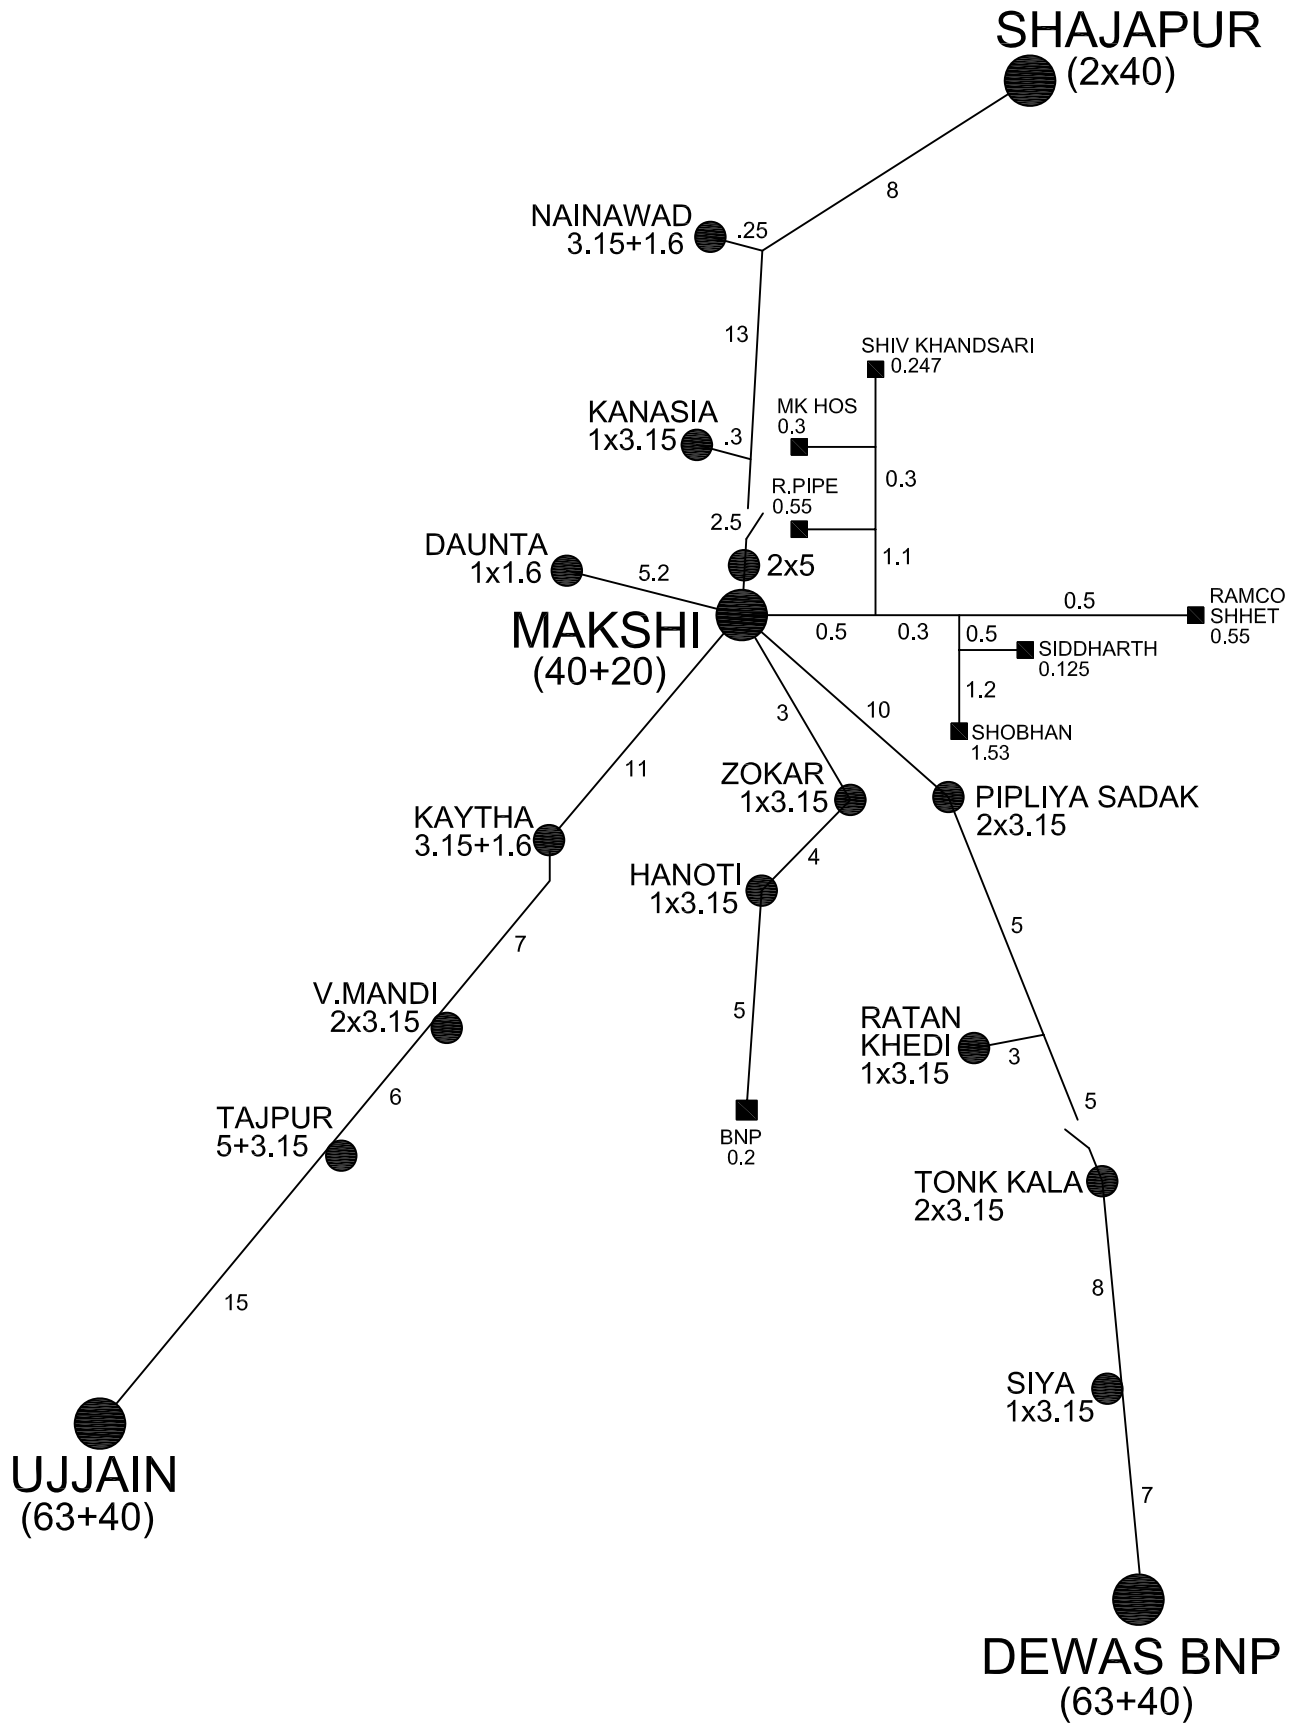 SHAJAPUR
(2x40)
8
NAINAWAD
3.15+1.6
.25
13
SHIV KHANDSARI
0.247
KANASIA
1x3.15
.3
MK HOS
0.3
0.3
R.PIPE
0.55
2.5
1.1
DAUNTA
1x1.6
5.2
2x5
MAKSHI
(40+20)
0.5
0.3
0.5
RAMCO
SHHET
0.55
0.5
SIDDHARTH
0.125
1.2
SHOBHAN
1.53
11
3
10
ZOKAR
1x3.15
PIPLIYA SADAK
2x3.15
KAYTHA
3.15+1.6
4
HANOTI
1x3.15
7
5
5
V.MANDI
2x3.15
RATAN
KHEDI
1x3.15
3
6
5
TAJPUR
5+3.15
BNP
0.2
TONK KALA
2x3.15
15
8
SIYA
1x3.15
UJJAIN
(63+40)
7
DEWAS BNP
(63+40)